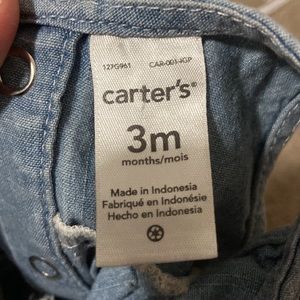 127G961 CAR-001-IGP
carter's®
3m
months/mois
Made in Indonesia
Fabriqué en Indonésie
Hecho en Indonesia